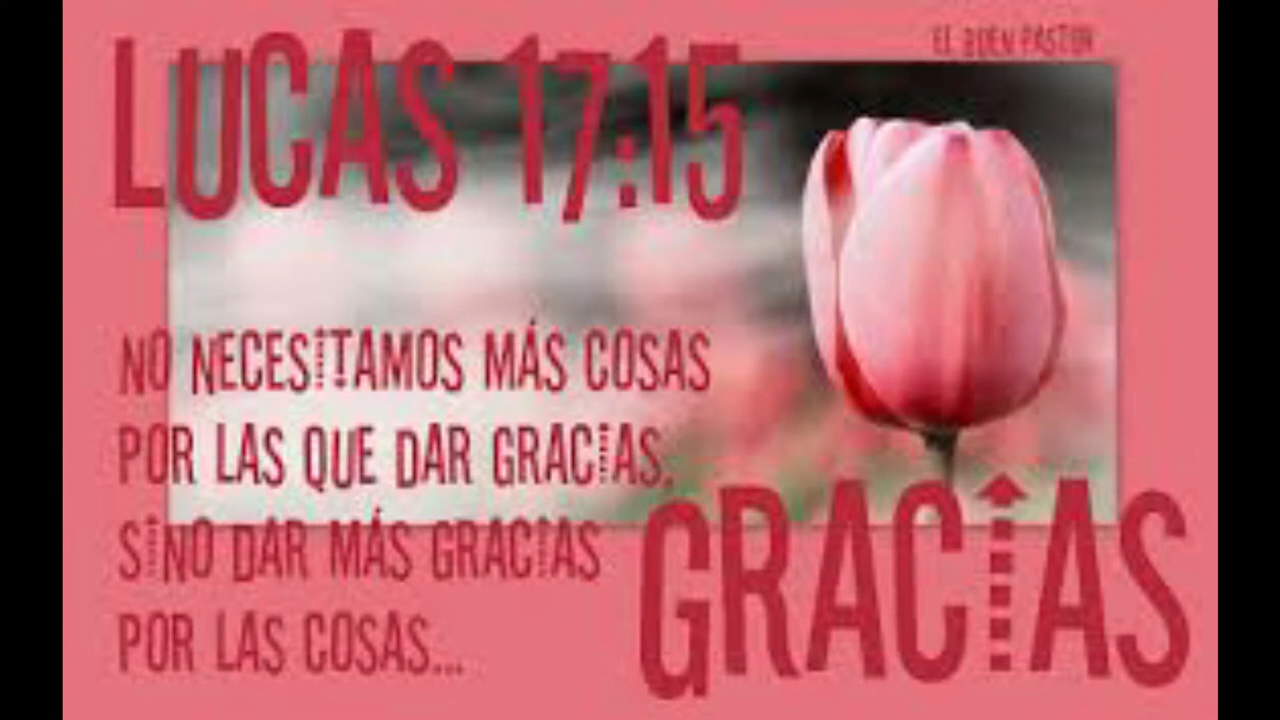 EL BUEN PASTOR
LUCAS 17:15
NO NECESITAMOS MÁS COSAS
POR LAS QUE DAR GRACIAS.
SINO DAR MÁS GRACIAS
POR LAS COSAS...
GRACIAS